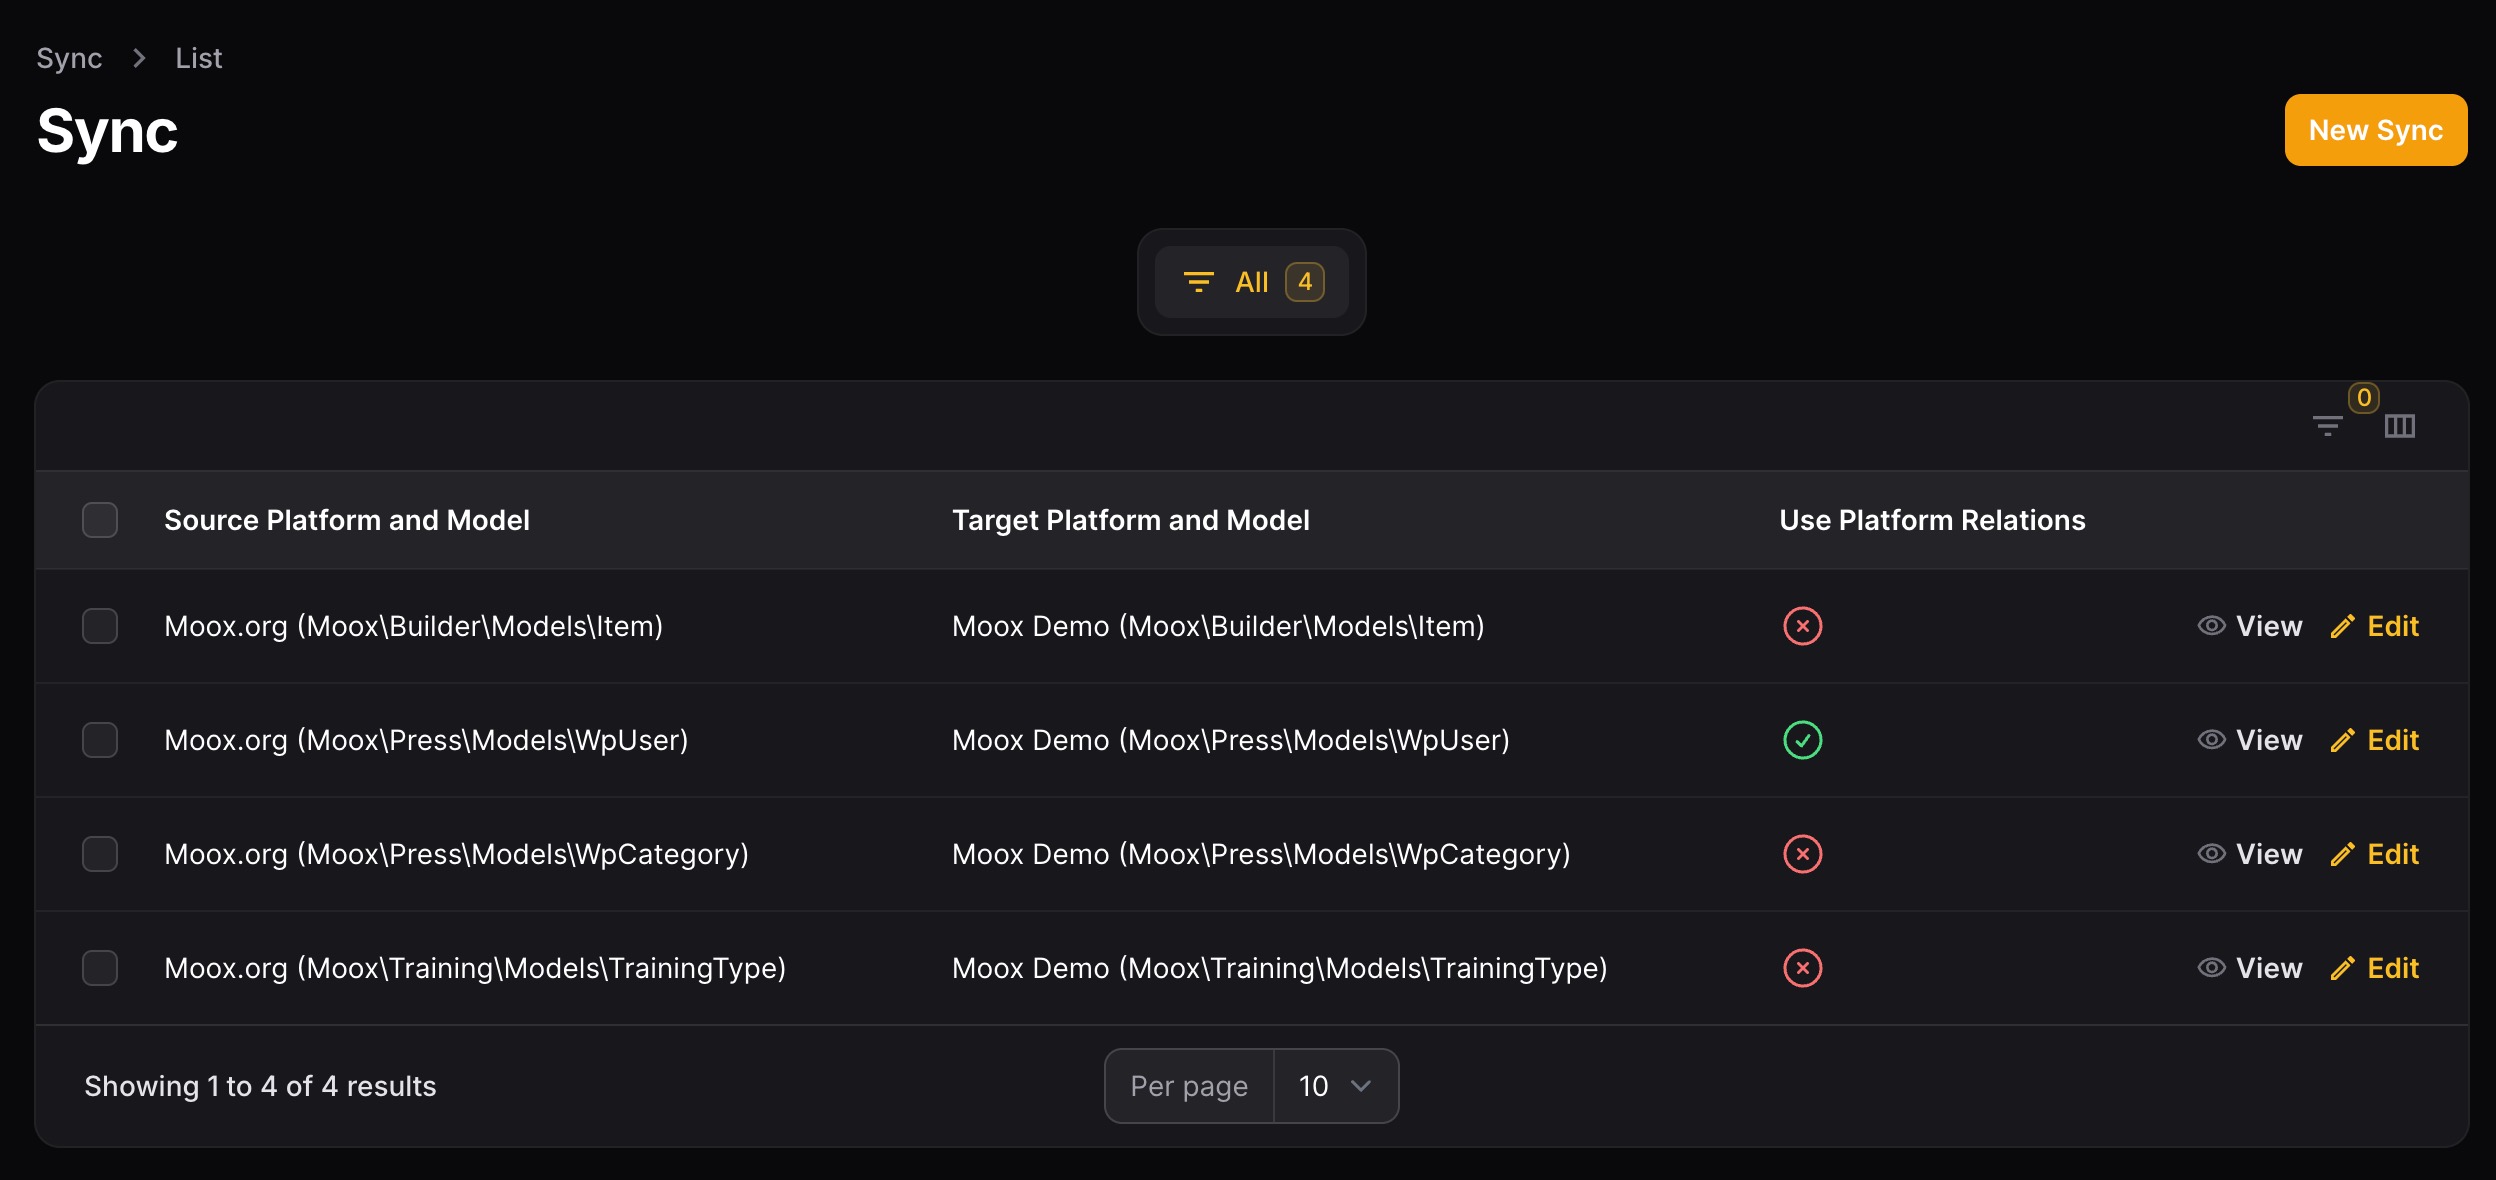 Sync > List
Sync
New Sync
All 4
0
Source Platform and Model Target Platform and Model Use Platform Relations
Moox.org (Moox\Builder\Models\Item) Moox Demo (Moox\Builder\Models\Item) View Edit
Moox.org (Moox\Press\Models\WpUser) Moox Demo (Moox\Press\Models\WpUser) View Edit
Moox.org (Moox\Press\Models\WpCategory) Moox Demo (Moox\Press\Models\WpCategory) View Edit
Moox.org (Moox\Training\Models\TrainingType) Moox Demo (Moox\Training\Models\TrainingType) View Edit
Showing 1 to 4 of 4 results Per page 10